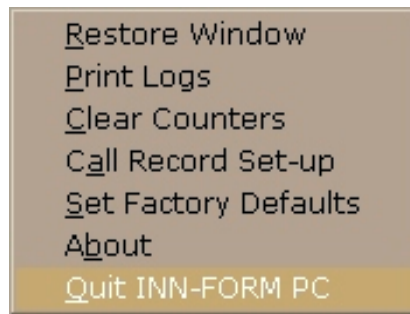 Restore Window
Print Logs
Clear Counters
Call Record Set-up
Set Factory Defaults
About
Quit INN-FORM PC